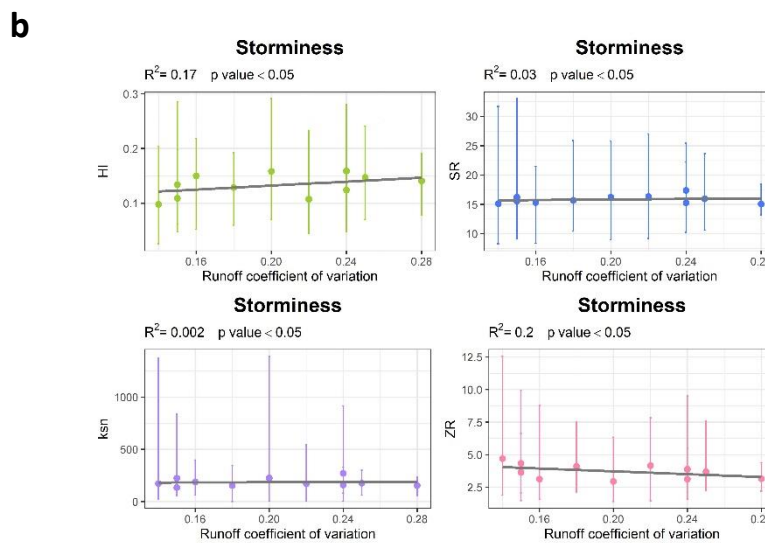 b
Storminess
R²= 0.17 p value < 0.05
HI
0.3
0.2
0.1
0.16 0.20 0.24 0.28
Runoff coefficient of variation
Storminess
R²= 0.03 p value < 0.05
SR
30
25
20
15
10
0.16 0.20 0.24 0.2
Runoff coefficient of variation
Storminess
R²= 0.002 p value < 0.05
ksn
1000
500
0
0.16 0.20 0.24 0.28
Runoff coefficient of variation
Storminess
R²= 0.2 p value < 0.05
ZR
12.5
10.0
7.5
5.0
2.5
0.16 0.20 0.24 0.2
Runoff coefficient of variation